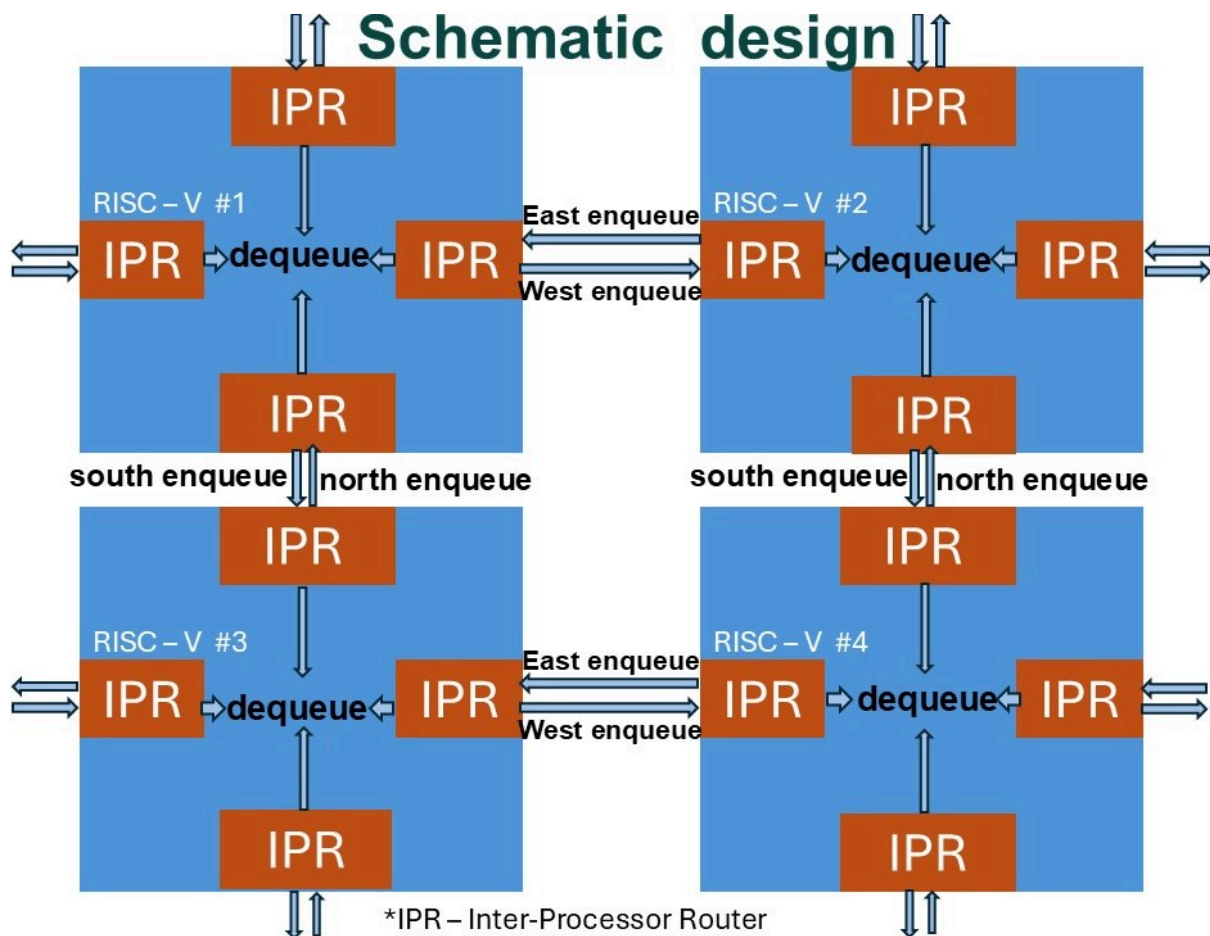 Schematic design
IPR
IPR
RISC – V #1
RISC – V #2
East enqueue
IPR
dequeue
IPR
IPR
dequeue
IPR
West enqueue
IPR
IPR
south enqueue
north enqueue
south enqueue
north enqueue
IPR
IPR
RISC – V #3
RISC – V #4
East enqueue
IPR
dequeue
IPR
IPR
dequeue
IPR
West enqueue
IPR
IPR
*IPR – Inter-Processor Router